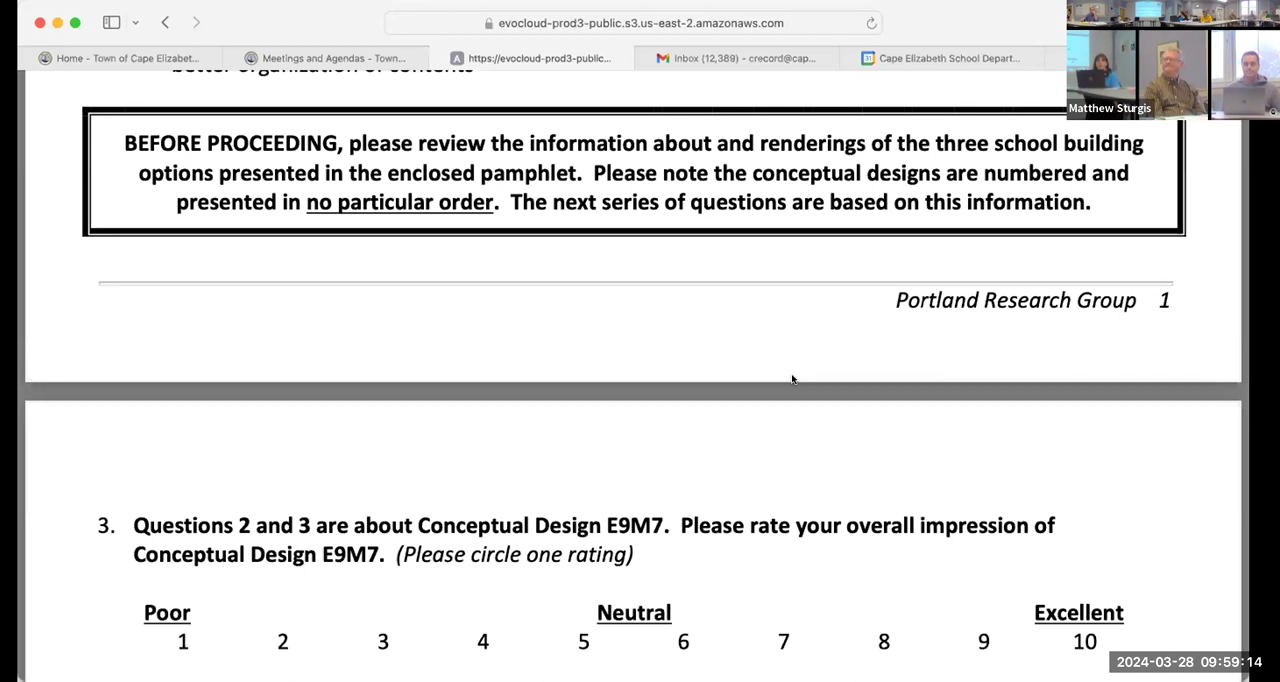 evocloud-prod3-public.s3.us-east-2.amazonaws.com
Home - Town of Cape Elizabet...
Meetings and Agendas - Town...
https://evocloud-prod3-public...
Inbox (12,389) - crecord@cap...
Cape Elizabeth School Depart...
better organization of contents
Matthew Sturgis
BEFORE PROCEEDING, please review the information about and renderings of the three school building
options presented in the enclosed pamphlet. Please note the conceptual designs are numbered and
presented in no particular order. The next series of questions are based on this information.
Portland Research Group 1
3. Questions 2 and 3 are about Conceptual Design E9M7. Please rate your overall impression of
Conceptual Design E9M7. (Please circle one rating)
Poor Neutral Excellent
1 2 3 4 5 6 7 8 9 10
2024-03-28 09:59:14